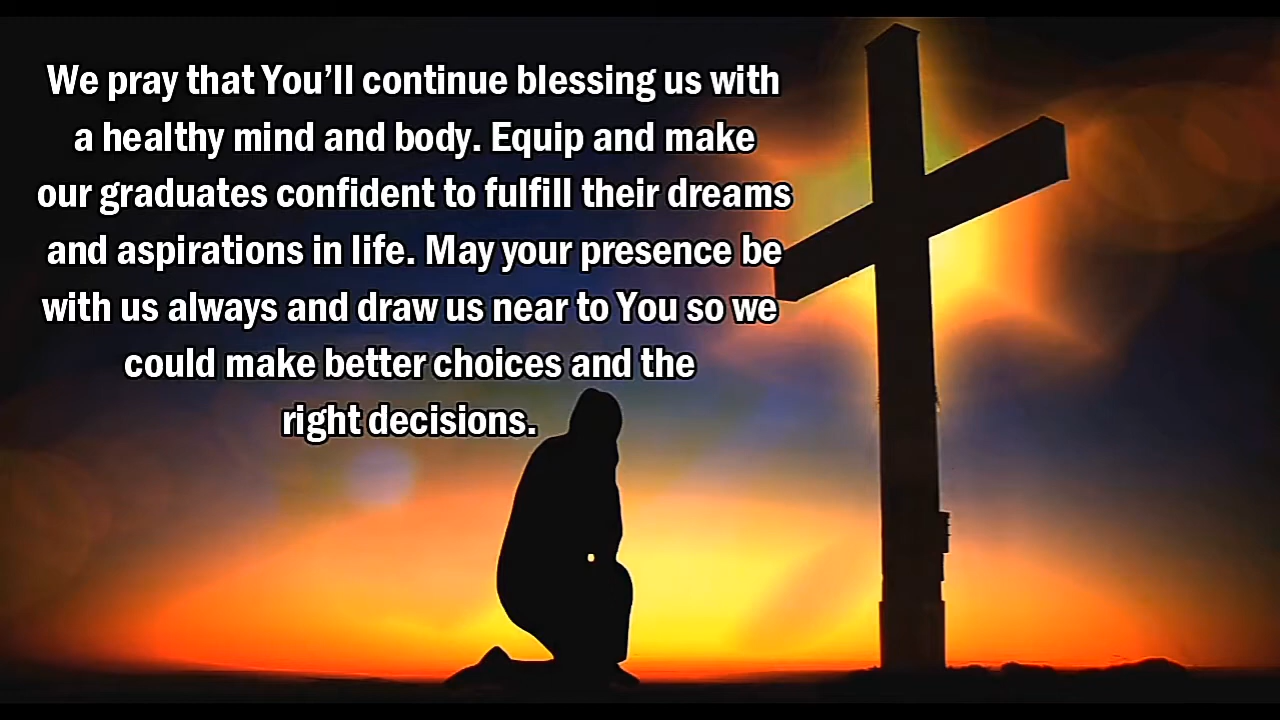 We pray that You’ll continue blessing us with
a healthy mind and body. Equip and make
our graduates confident to fulfill their dreams
and aspirations in life. May your presence be
with us always and draw us near to You so we
could make better choices and the
right decisions.